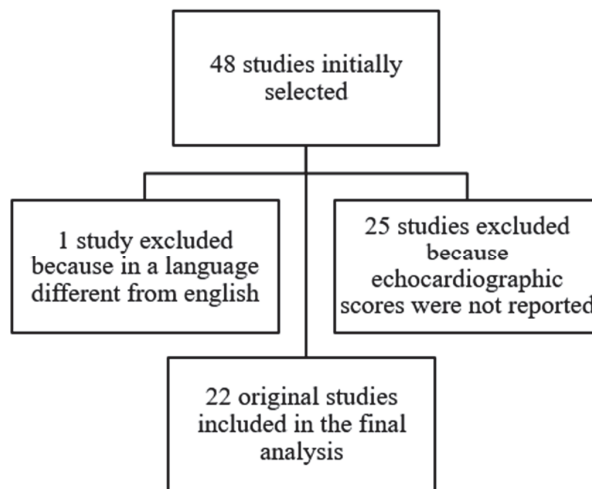 48 studies initially
selected
1 study excluded
because in a language
different from english
25 studies excluded
because
echocardiographic
scores were not reported
22 original studies
included in the final
analysis